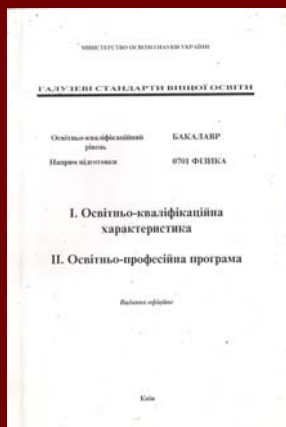 МІНІСТЕРСТВО ОСВІТИ І НАУКИ УКРАЇНИ
ГАЛУЗЕВІ СТАНДАРТИ ВИЩОЇ ОСВІТИ
Освітньо-кваліфікаційний рівень БАКАЛАВР
Напрям підготовки 0701 ФІЗИКА
І. Освітньо-кваліфікаційна
характеристика
ІІ. Освітньо-професійна програма
Видання офіційне
Київ